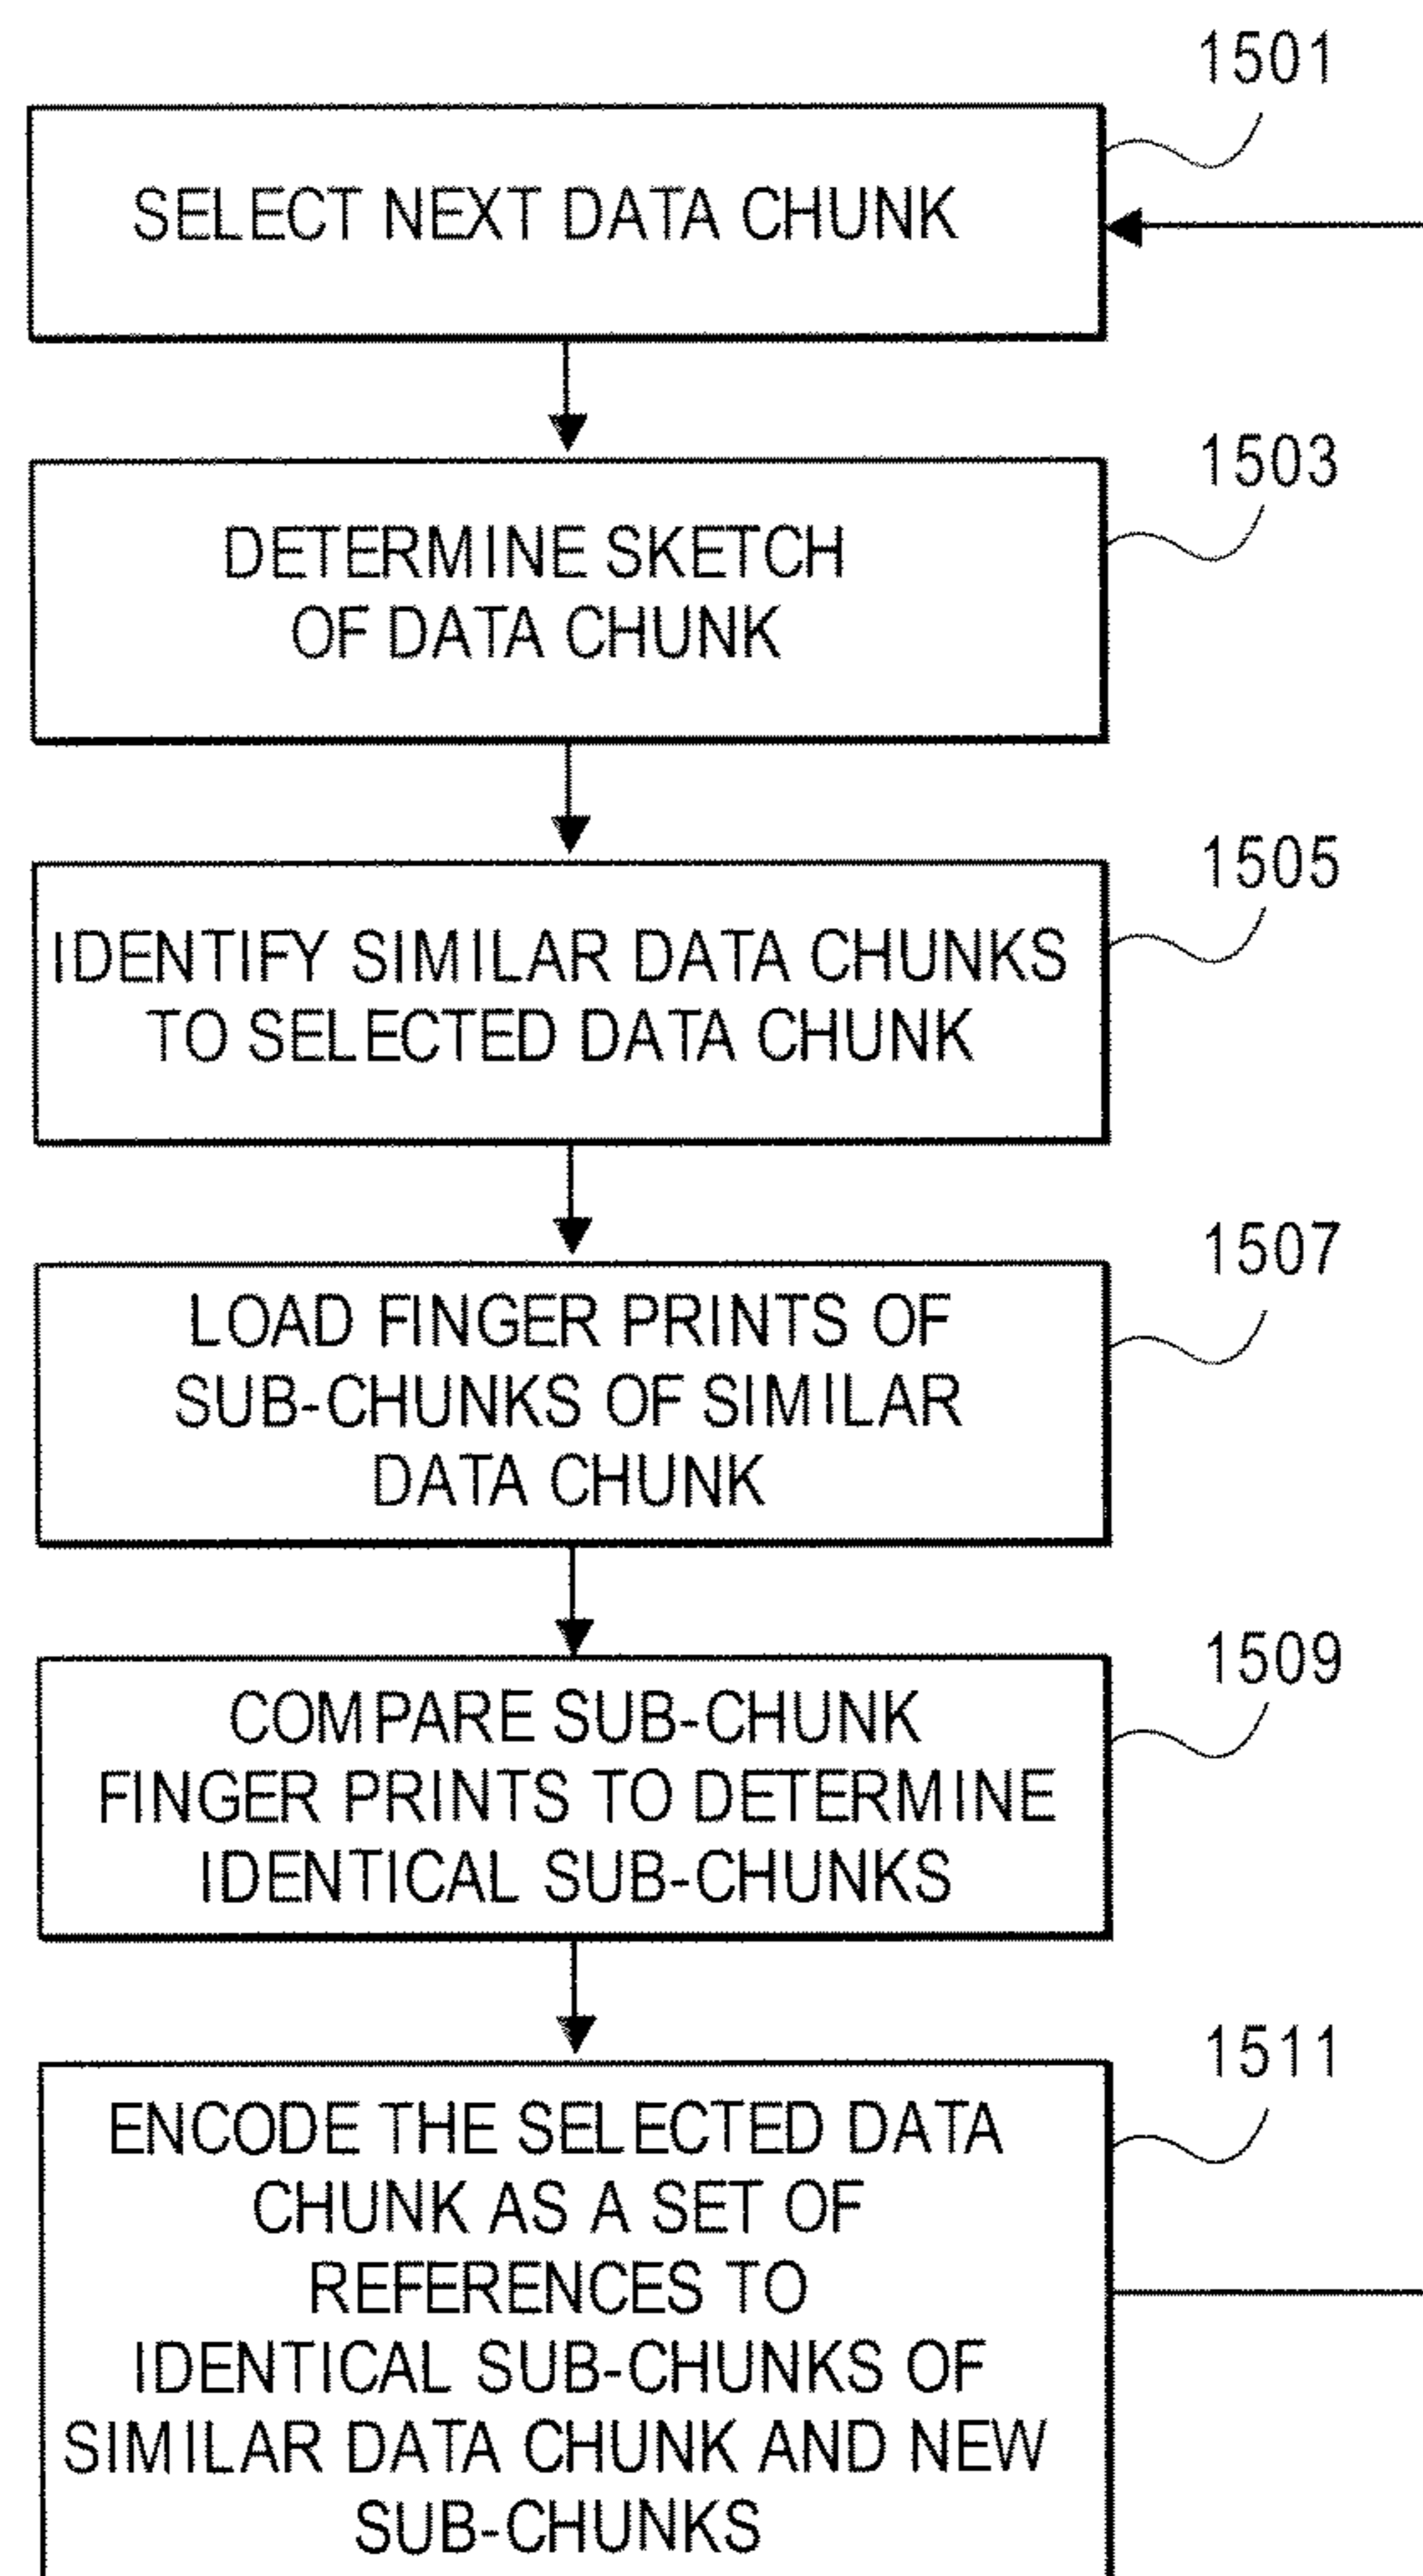 1501
SELECT NEXT DATA CHUNK
1503
DETERMINE SKETCH
OF DATA CHUNK
1505
IDENTIFY SIMILAR DATA CHUNKS
TO SELECTED DATA CHUNK
1507
LOAD FINGER PRINTS OF
SUB-CHUNKS OF SIMILAR
DATA CHUNK
1509
COMPARE SUB-CHUNK
FINGER PRINTS TO DETERMINE
IDENTICAL SUB-CHUNKS
1511
ENCODE THE SELECTED DATA
CHUNK AS A SET OF
REFERENCES TO
IDENTICAL SUB-CHUNKS OF
SIMILAR DATA CHUNK AND NEW
SUB-CHUNKS